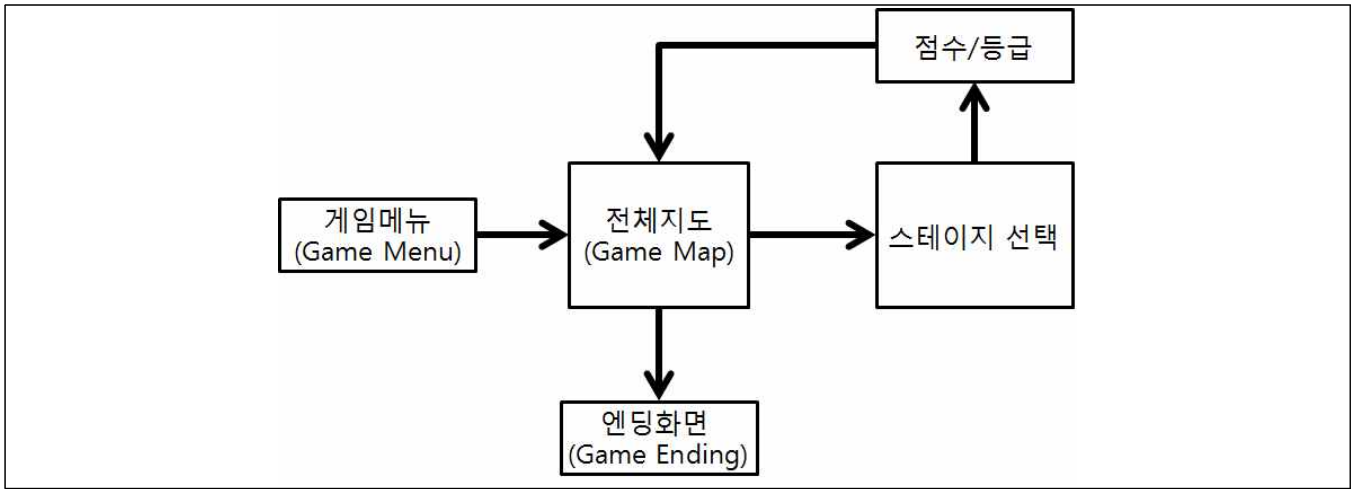 점수/등급
게임메뉴
(Game Menu)
전체지도
(Game Map)
스테이지 선택
엔딩화면
(Game Ending)